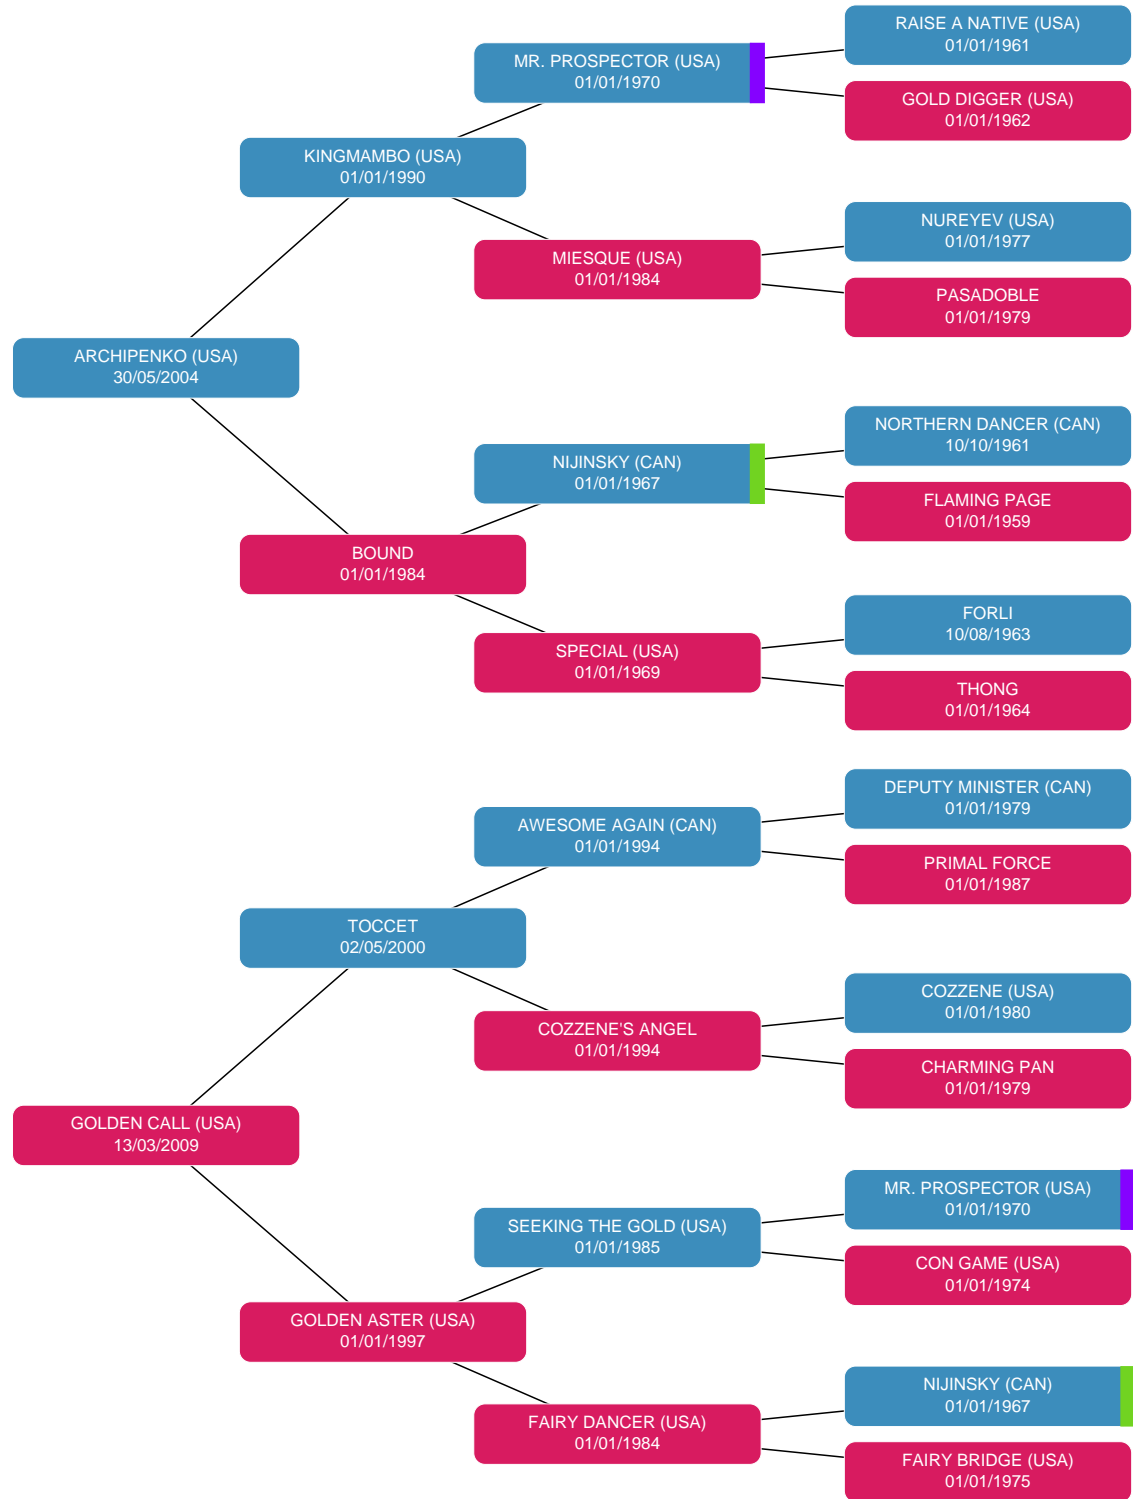 RAISE A NATIVE (USA)
01/01/1961
MR. PROSPECTOR (USA)
01/01/1970
GOLD DIGGER (USA)
01/01/1962
KINGMAMBO (USA)
01/01/1990
NUREYEV (USA)
01/01/1977
MIESQUE (USA)
01/01/1984
PASADOBLE
01/01/1979
ARCHIPENKO (USA)
30/05/2004
NORTHERN DANCER (CAN)
10/10/1961
NIJINSKY (CAN)
01/01/1967
FLAMING PAGE
01/01/1959
BOUND
01/01/1984
FORLI
10/08/1963
SPECIAL (USA)
01/01/1969
THONG
01/01/1964
DEPUTY MINISTER (CAN)
01/01/1979
AWESOME AGAIN (CAN)
01/01/1994
PRIMAL FORCE
01/01/1987
TOCCET
02/05/2000
COZZENE (USA)
01/01/1980
COZZENE'S ANGEL
01/01/1994
CHARMING PAN
01/01/1979
GOLDEN CALL (USA)
13/03/2009
MR. PROSPECTOR (USA)
01/01/1970
SEEKING THE GOLD (USA)
01/01/1985
CON GAME (USA)
01/01/1974
GOLDEN ASTER (USA)
01/01/1997
NIJINSKY (CAN)
01/01/1967
FAIRY DANCER (USA)
01/01/1984
FAIRY BRIDGE (USA)
01/01/1975